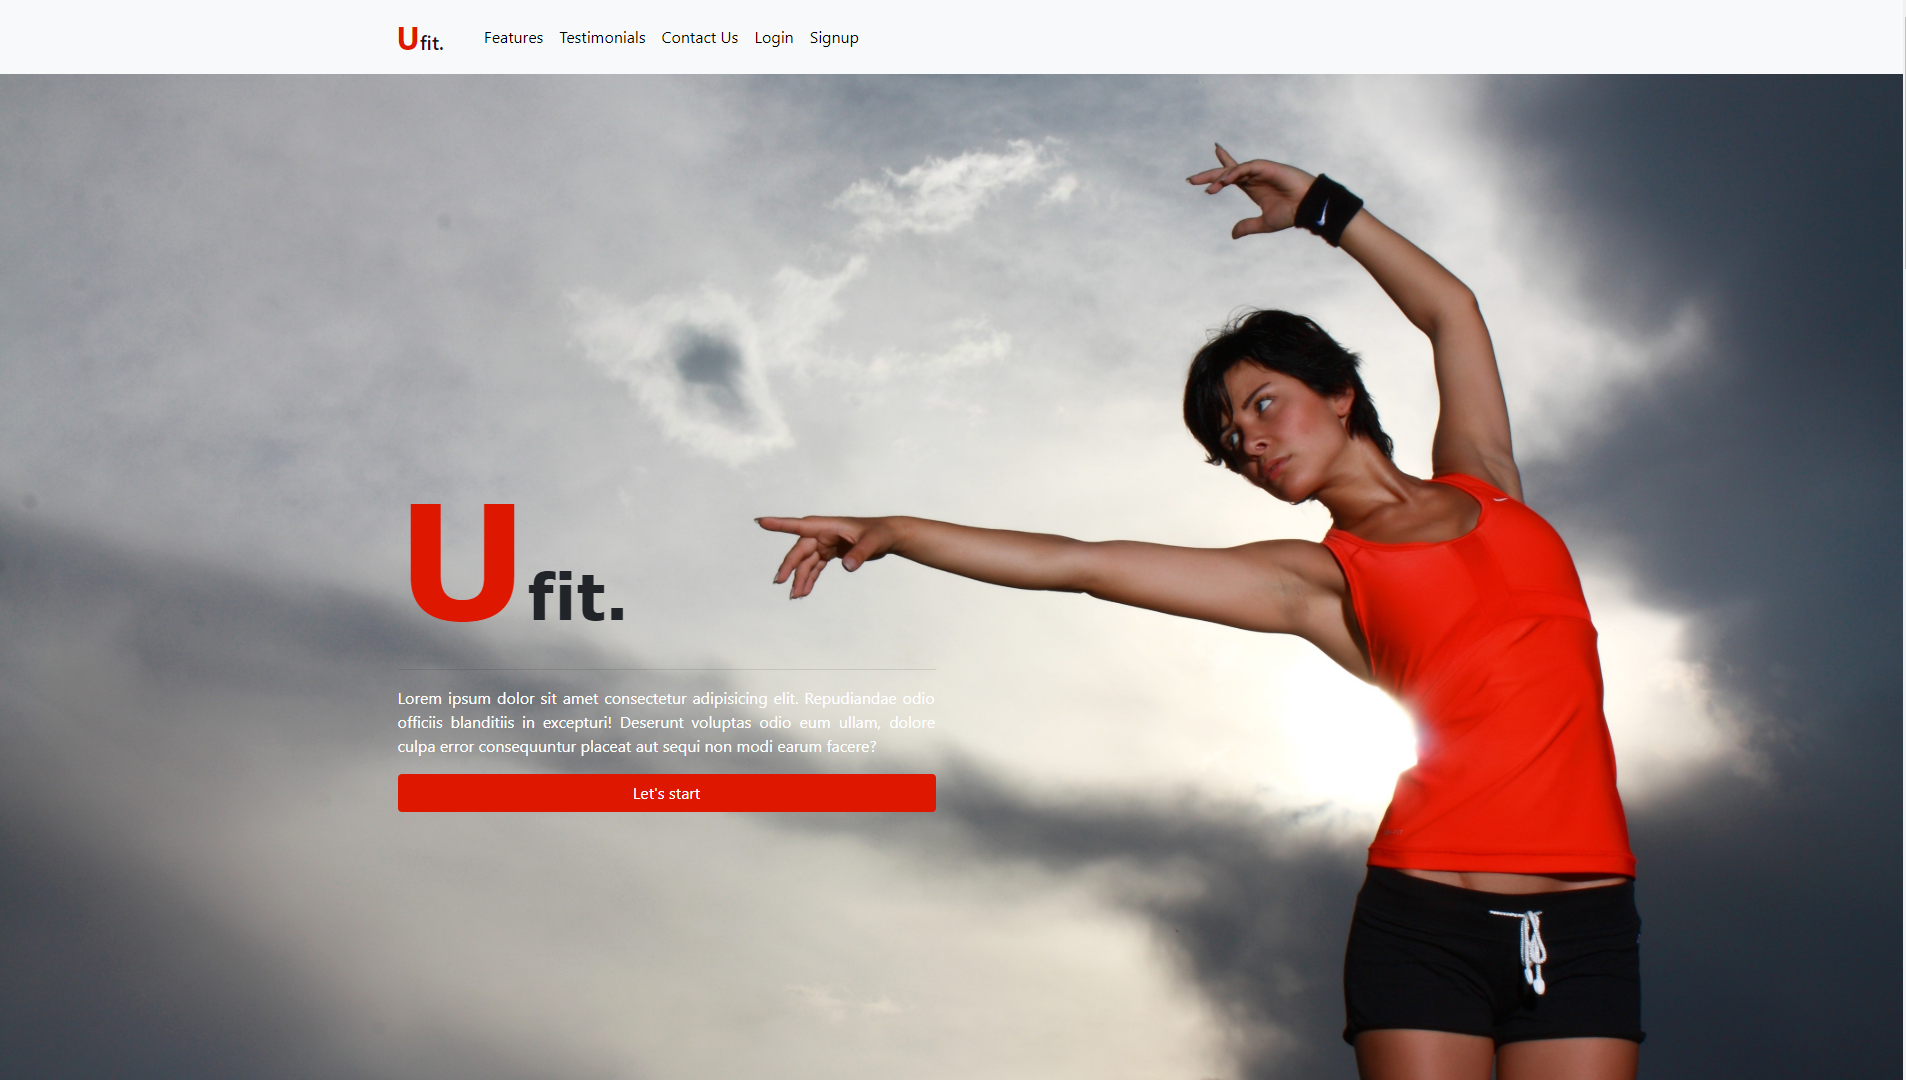 Ufit. Features Testimonials Contact Us Login Signup
Ufit.
Lorem ipsum dolor sit amet consectetur adipisicing elit. Repudiandae odio
officiis blanditiis in excepturi! Deserunt voluptas odio eum ullam, dolore
culpa error consequuntur placeat aut sequi non modi earum facere?
Let's start